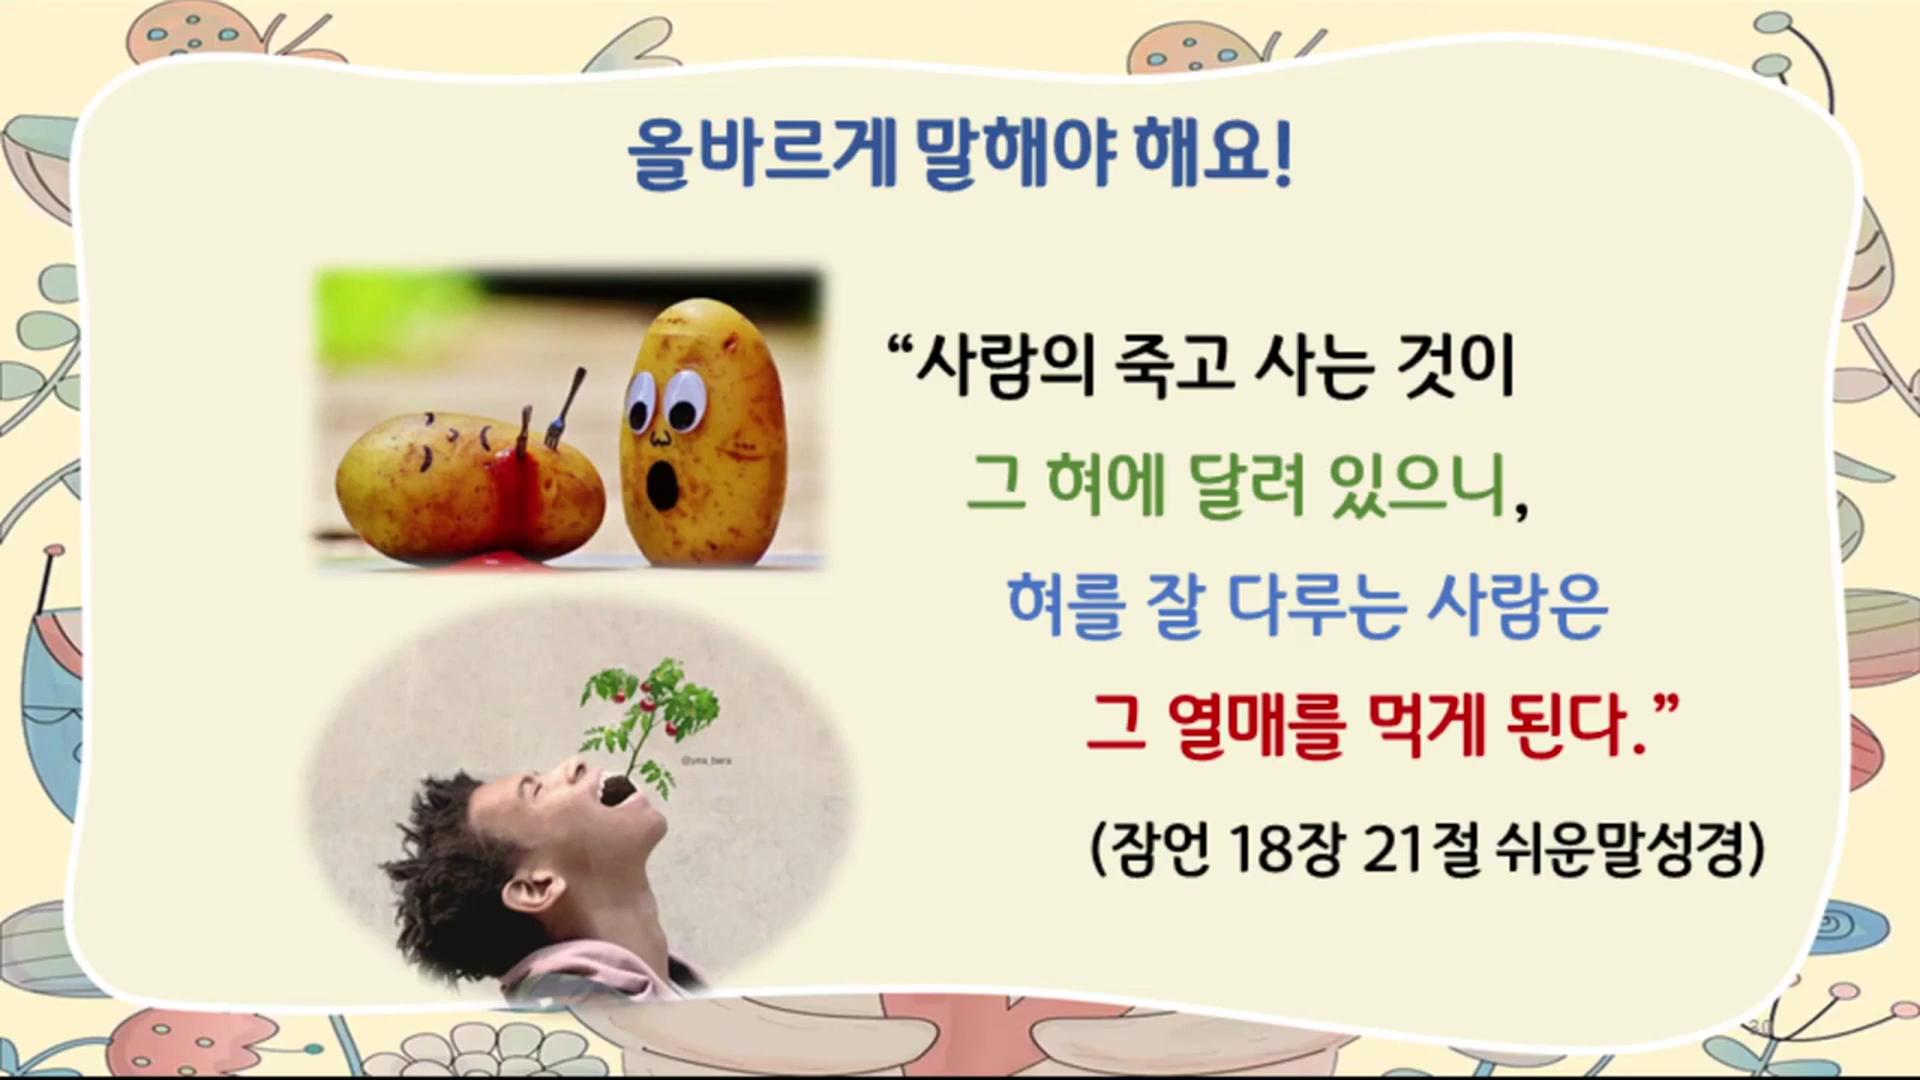 올바르게 말해야 해요!
“사람의 죽고 사는 것이
그 혀에 달려 있으니,
혀를 잘 다루는 사람은
그 열매를 먹게 된다.”
(잠언 18장 21절 쉬운말성경)
30